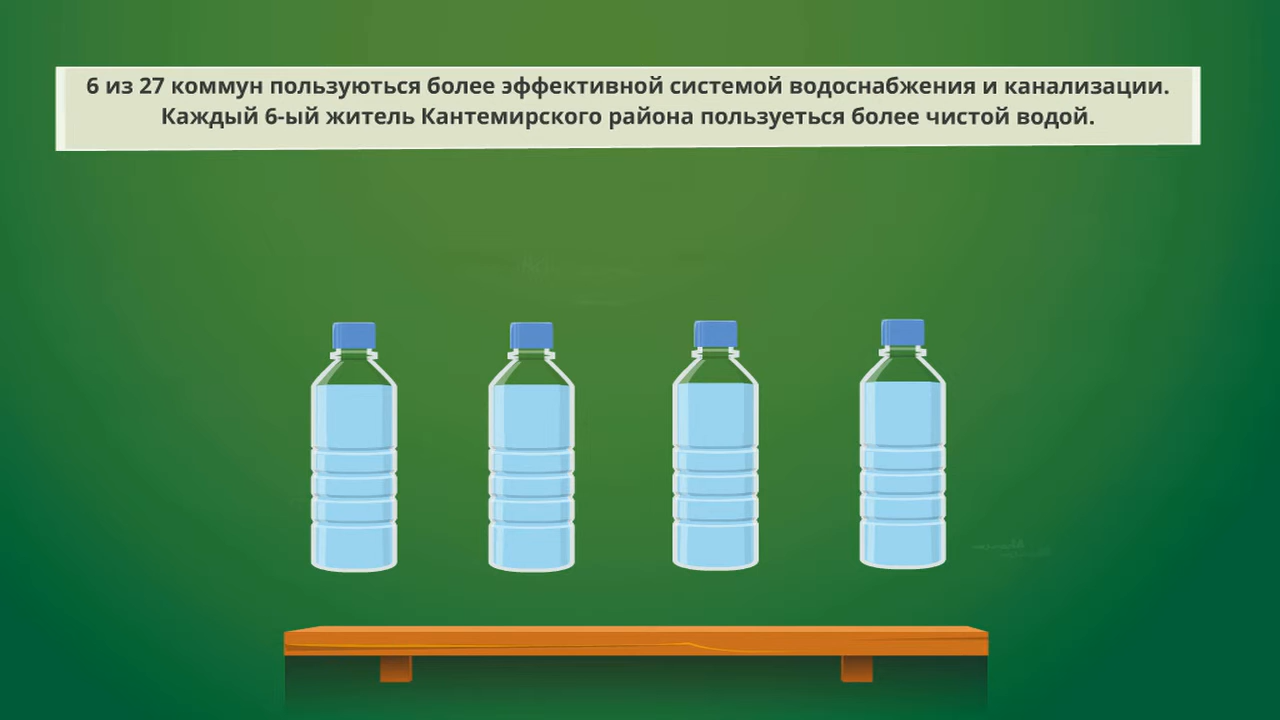 6 из 27 коммун пользуються более эффективной системой водоснабжения и канализации.
Каждый 6-ый житель Кантемирского района пользуеться более чистой водой.